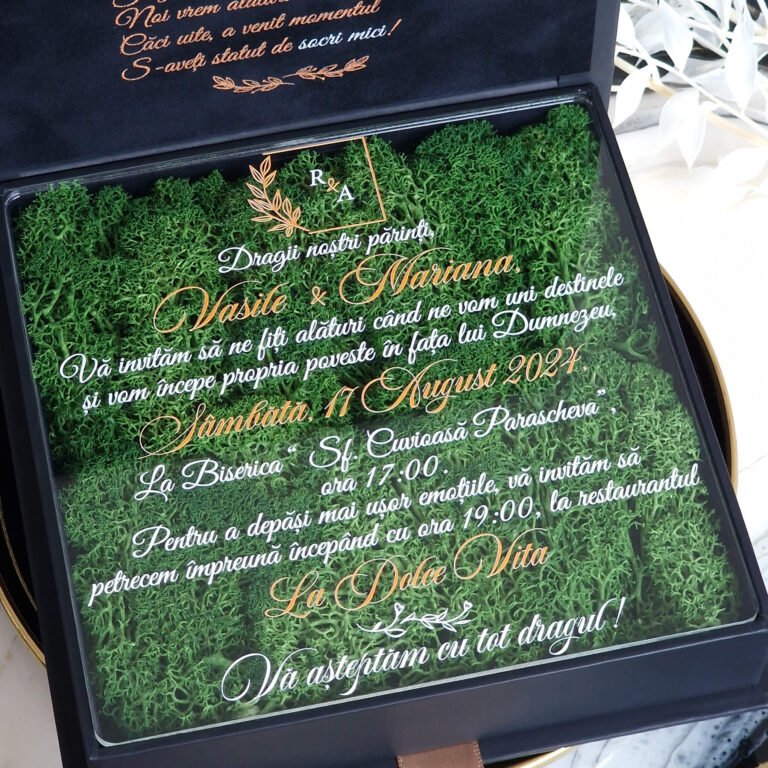 Noi vrem alături
Căci uite, a venit momentul
S-aveți statut de socri mici!
R & A
Dragii noștri părinți,
Vasile & Mariana,
Vă invităm să ne fiți alături când ne vom uni destinele
și vom începe propria poveste în fața lui Dumnezeu,
Sâmbătă, 17 August 2024,
La Biserica “ Sf. Cuvioasă Parascheva”,
ora 17:00.
Pentru a depăși mai ușor emoțiile, vă invităm să
petrecem împreună începând cu ora 19:00, la restaurantul
La Dolce Vita
Vă așteptăm cu tot dragul!